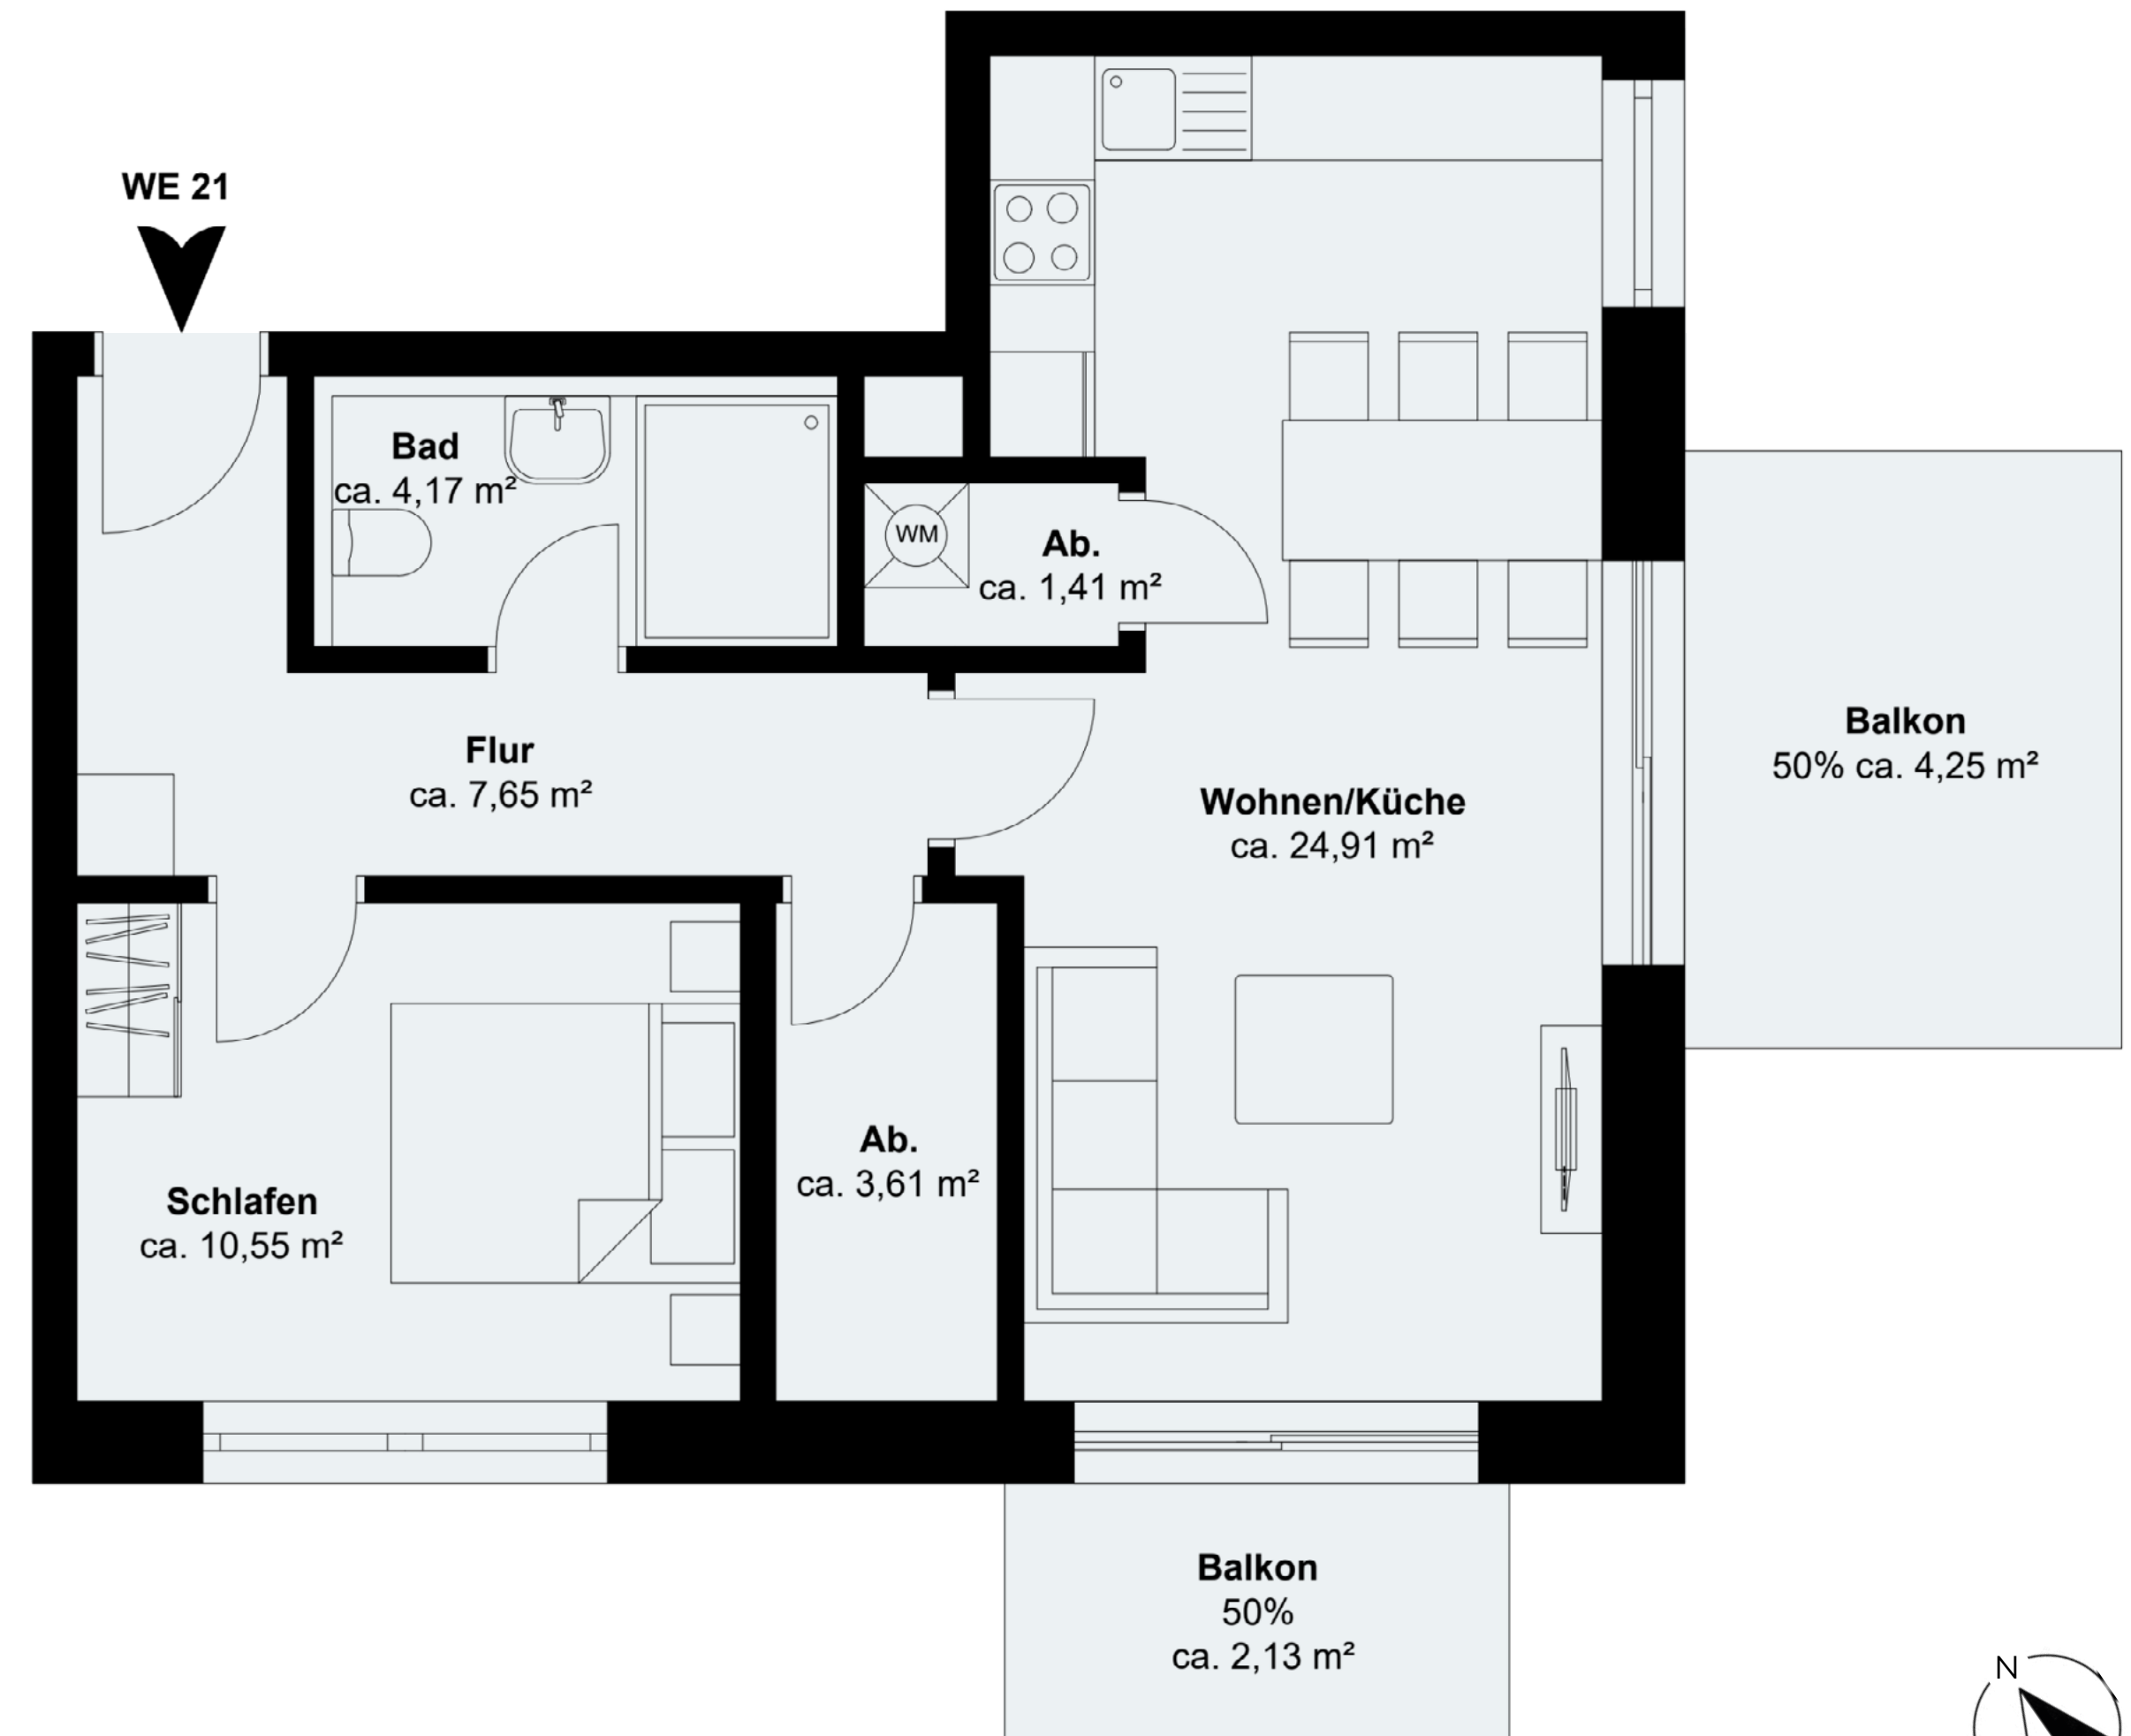 WE 21
Bad
ca. 4,17 m²
WM
Ab.
ca. 1,41 m²
Flur
ca. 7,65 m²
Wohnen/Küche
ca. 24,91 m²
Balkon
50% ca. 4,25 m²
Schlafen
ca. 10,55 m²
Ab.
ca. 3,61 m²
Balkon
50%
ca. 2,13 m²
N